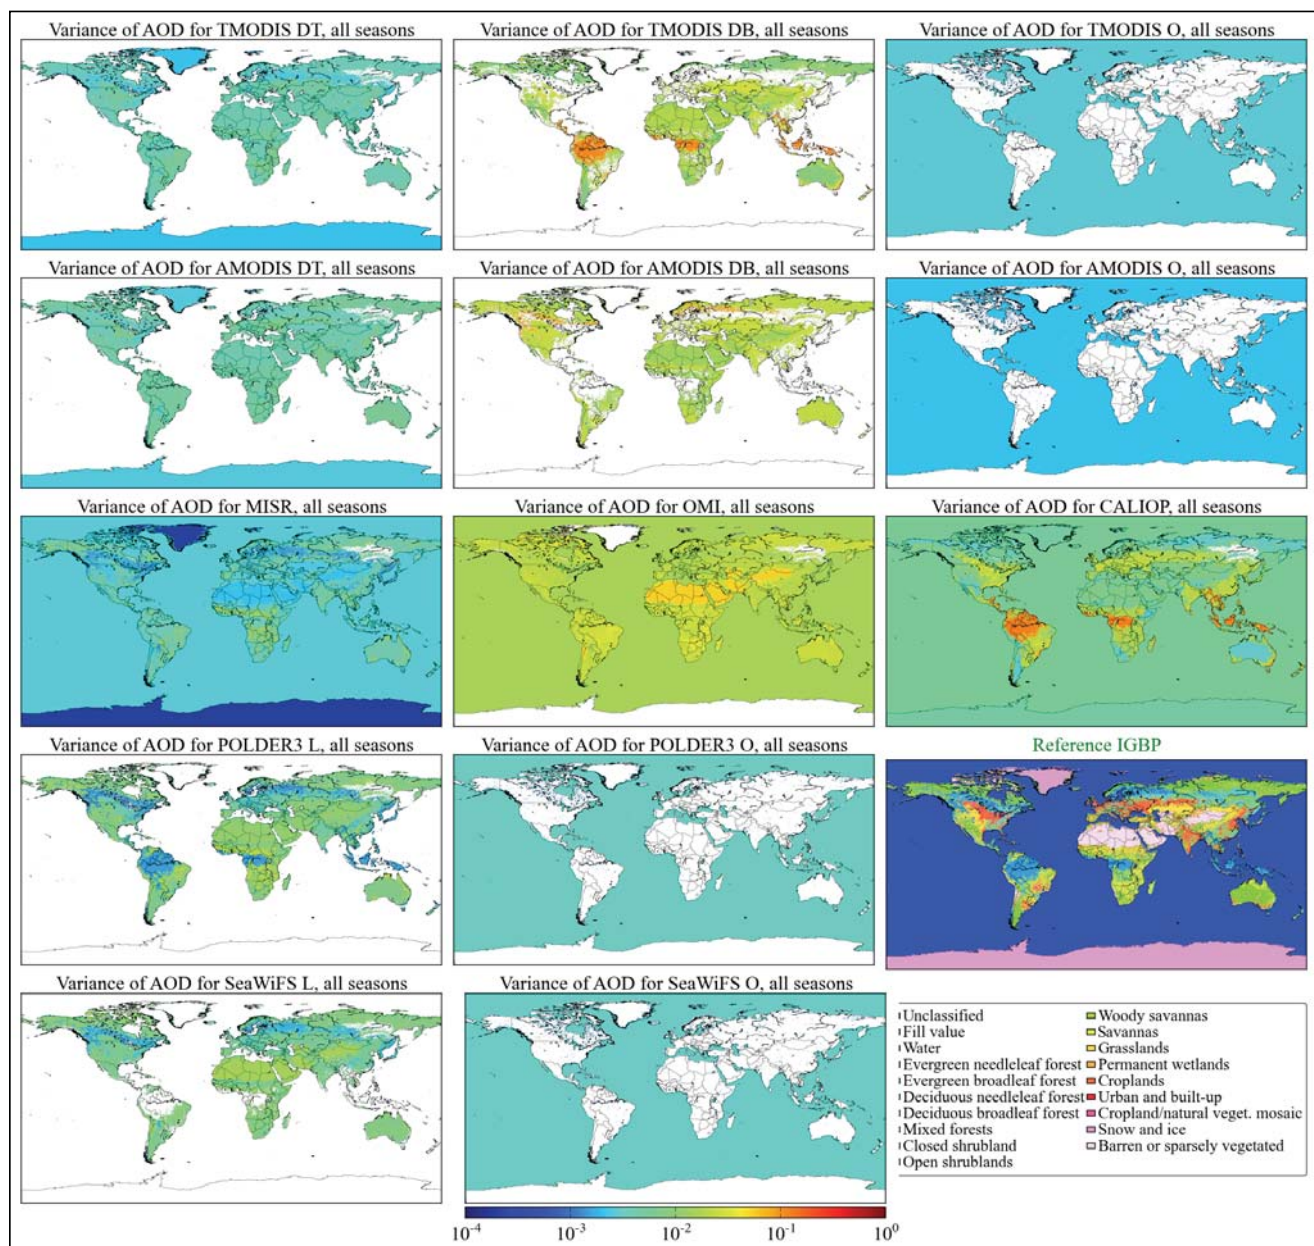 Variance of AOD for TMODIS DT, all seasons
Variance of AOD for TMODIS DB, all seasons
Variance of AOD for TMODIS O, all seasons
Variance of AOD for AMODIS DT, all seasons
Variance of AOD for AMODIS DB, all seasons
Variance of AOD for AMODIS O, all seasons
Variance of AOD for MISR, all seasons
Variance of AOD for OMI, all seasons
Variance of AOD for CALIOP, all seasons
Variance of AOD for POLDER3 L, all seasons
Variance of AOD for POLDER3 O, all seasons
Reference IGBP
Variance of AOD for SeaWiFS L, all seasons
Variance of AOD for SeaWiFS O, all seasons
Unclassified
Fill value
Water
Evergreen needleleaf forest
Evergreen broadleaf forest
Deciduous needleleaf forest
Deciduous broadleaf forest
Mixed forests
Closed shrubland
Open shrublands
Woody savannas
Savannas
Grasslands
Permanent wetlands
Croplands
Urban and built-up
Cropland/natural veget. mosaic
Snow and ice
Barren or sparsely vegetated
10⁻⁴ 10⁻³ 10⁻² 10⁻¹ 10⁰